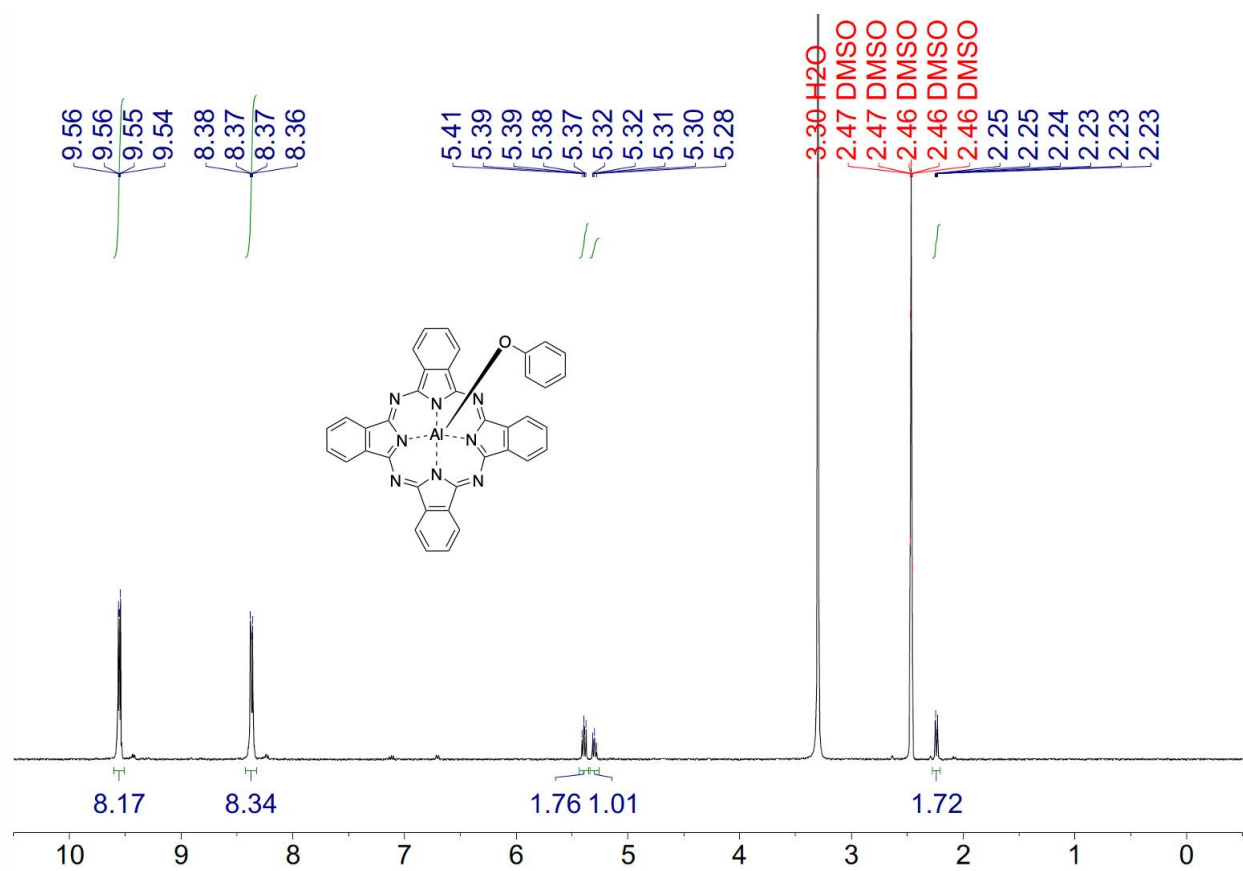 9.56
9.56
9.55
9.54
8.38
8.37
8.37
8.36
5.41
5.39
5.39
5.38
5.37
5.32
5.32
5.31
5.30
5.28
3.30 H2O
2.47 DMSO
2.47 DMSO
2.46 DMSO
2.46 DMSO
2.46 DMSO
2.25
2.25
2.24
2.23
2.23
2.23
O
N N N
N Al N
N N N
8.17 8.34 1.76 1.01 1.72
10 9 8 7 6 5 4 3 2 1 0